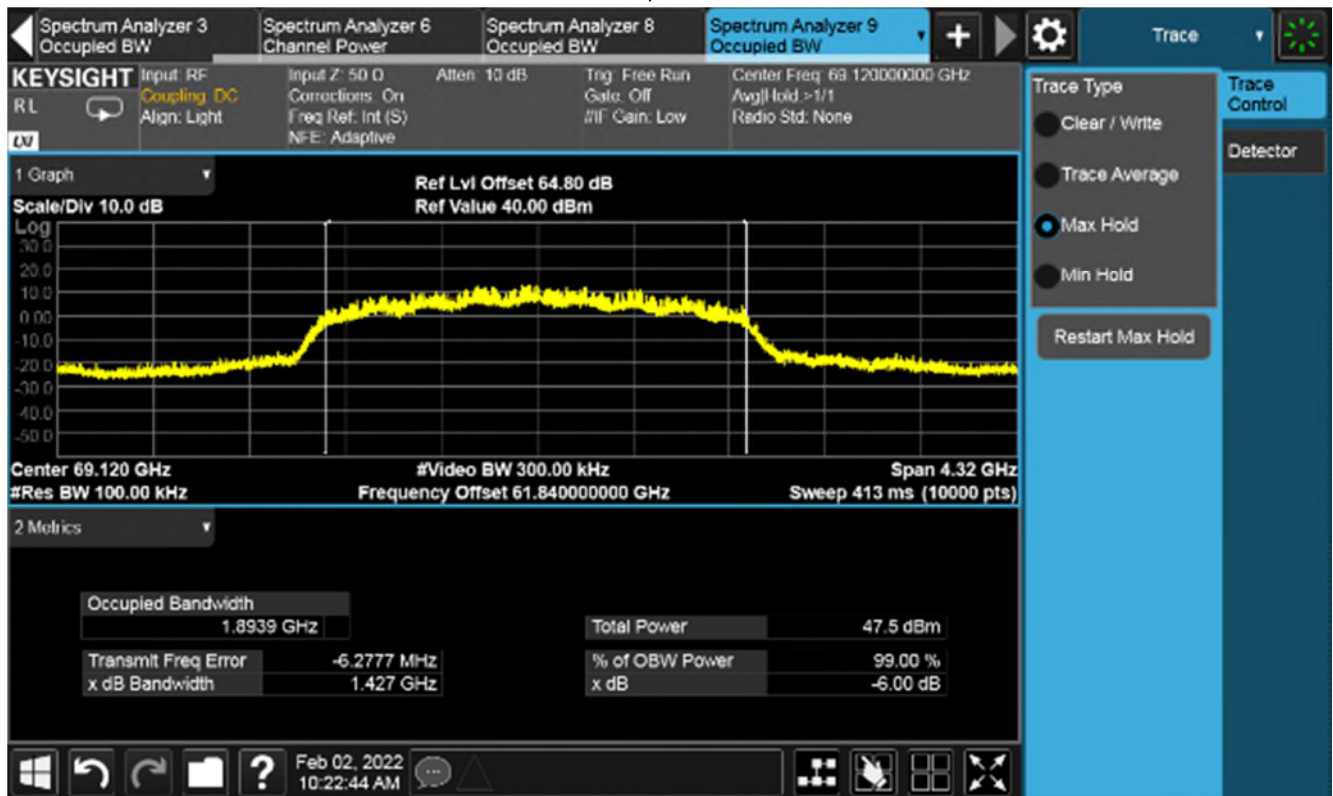 Spectrum Analyzer 3
Occupied BW
Spectrum Analyzer 6
Channel Power
Spectrum Analyzer 8
Occupied BW
Spectrum Analyzer 9
Occupied BW
Trace
KEYSIGHT
RL
LXI
Input: RF
Coupling: DC
Align: Light
Input Z: 50 Ω
Corrections: On
Freq Ref: Int (S)
NFE: Adaptive
Atten: 10 dB
Trig: Free Run
Gate: Off
#IF Gain: Low
Center Freq: 69.120000000 GHz
Avg|Hold:>1/1
Radio Std: None
Trace Type
Clear / Write
Trace Average
Max Hold
Min Hold
Restart Max Hold
Trace
Control
Detector
1 Graph
Scale/Div 10.0 dB
Ref Lvl Offset 64.80 dB
Ref Value 40.00 dBm
Log
30.0
20.0
10.0
0.00
-10.0
-20.0
-30.0
-40.0
-50.0
Center 69.120 GHz
#Video BW 300.00 kHz
Span 4.32 GHz
#Res BW 100.00 kHz
Frequency Offset 61.840000000 GHz
Sweep 413 ms (10000 pts)
2 Metrics
Occupied Bandwidth
1.8939 GHz
Total Power 47.5 dBm
Transmit Freq Error -6.2777 MHz
% of OBW Power 99.00 %
x dB Bandwidth 1.427 GHz
x dB -6.00 dB
?
Feb 02, 2022
10:22:44 AM